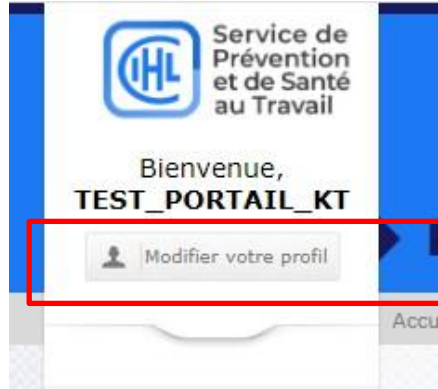 CIHL
Service de
Prévention
et de Santé
au Travail
Bienvenue,
TEST_PORTAIL_KT
Modifier votre profil
Accu